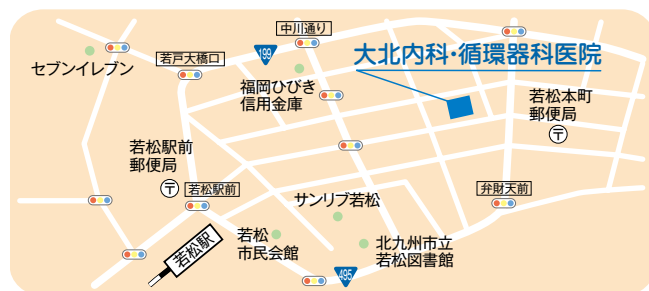 中川通り
199
大北内科・循環器科医院
セブンイレブン
若戸大橋口
福岡ひびき
信用金庫
若松本町
郵便局
〒
若松駅前
郵便局
〒
若松駅前
サンリブ若松
弁財天前
若松駅
若松
市民会館
北九州市立
若松図書館
495